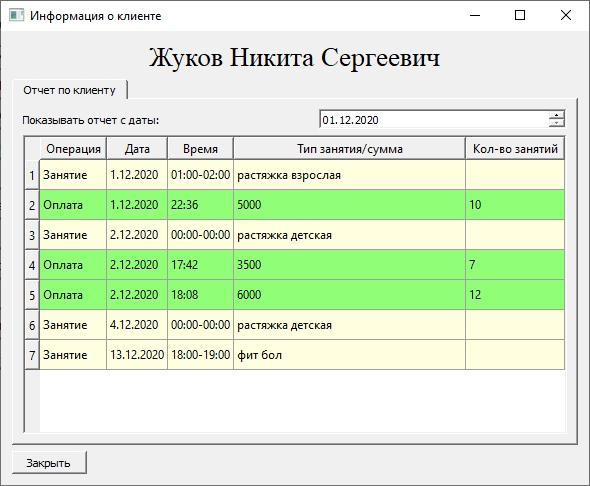 Информация о клиенте
Жуков Никита Сергеевич
Отчет по клиенту
Показывать отчет с даты: 01.12.2020
Операция Дата Время Тип занятия/сумма Кол-во занятий
1 Занятие 1.12.2020 01:00-02:00 растяжка взрослая
2 Оплата 1.12.2020 22:36 5000 10
3 Занятие 2.12.2020 00:00-00:00 растяжка детская
4 Оплата 2.12.2020 17:42 3500 7
5 Оплата 2.12.2020 18:08 6000 12
6 Занятие 4.12.2020 00:00-00:00 растяжка детская
7 Занятие 13.12.2020 18:00-19:00 фит бол
Закрыть